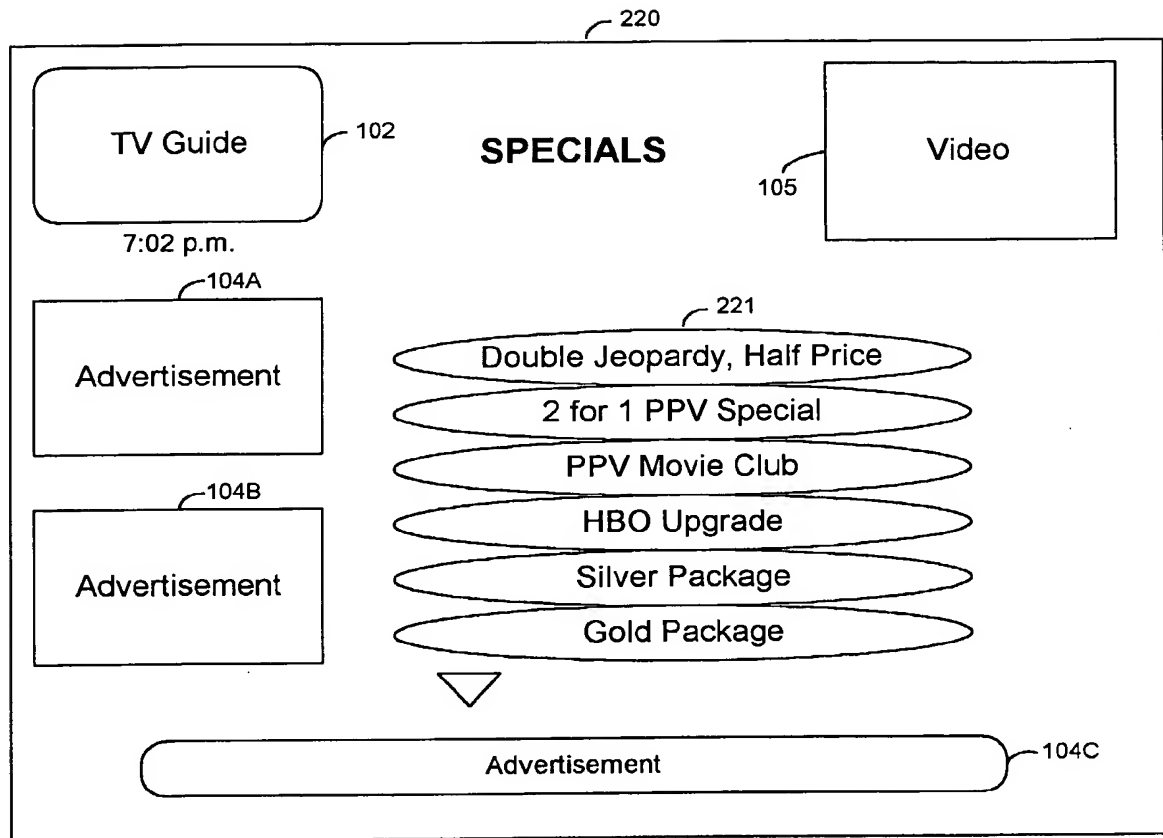 220
TV Guide
102
SPECIALS
105
Video
7:02 p.m.
104A
Advertisement
221
Double Jeopardy, Half Price
2 for 1 PPV Special
PPV Movie Club
HBO Upgrade
Silver Package
Gold Package
104B
Advertisement
Advertisement
104C